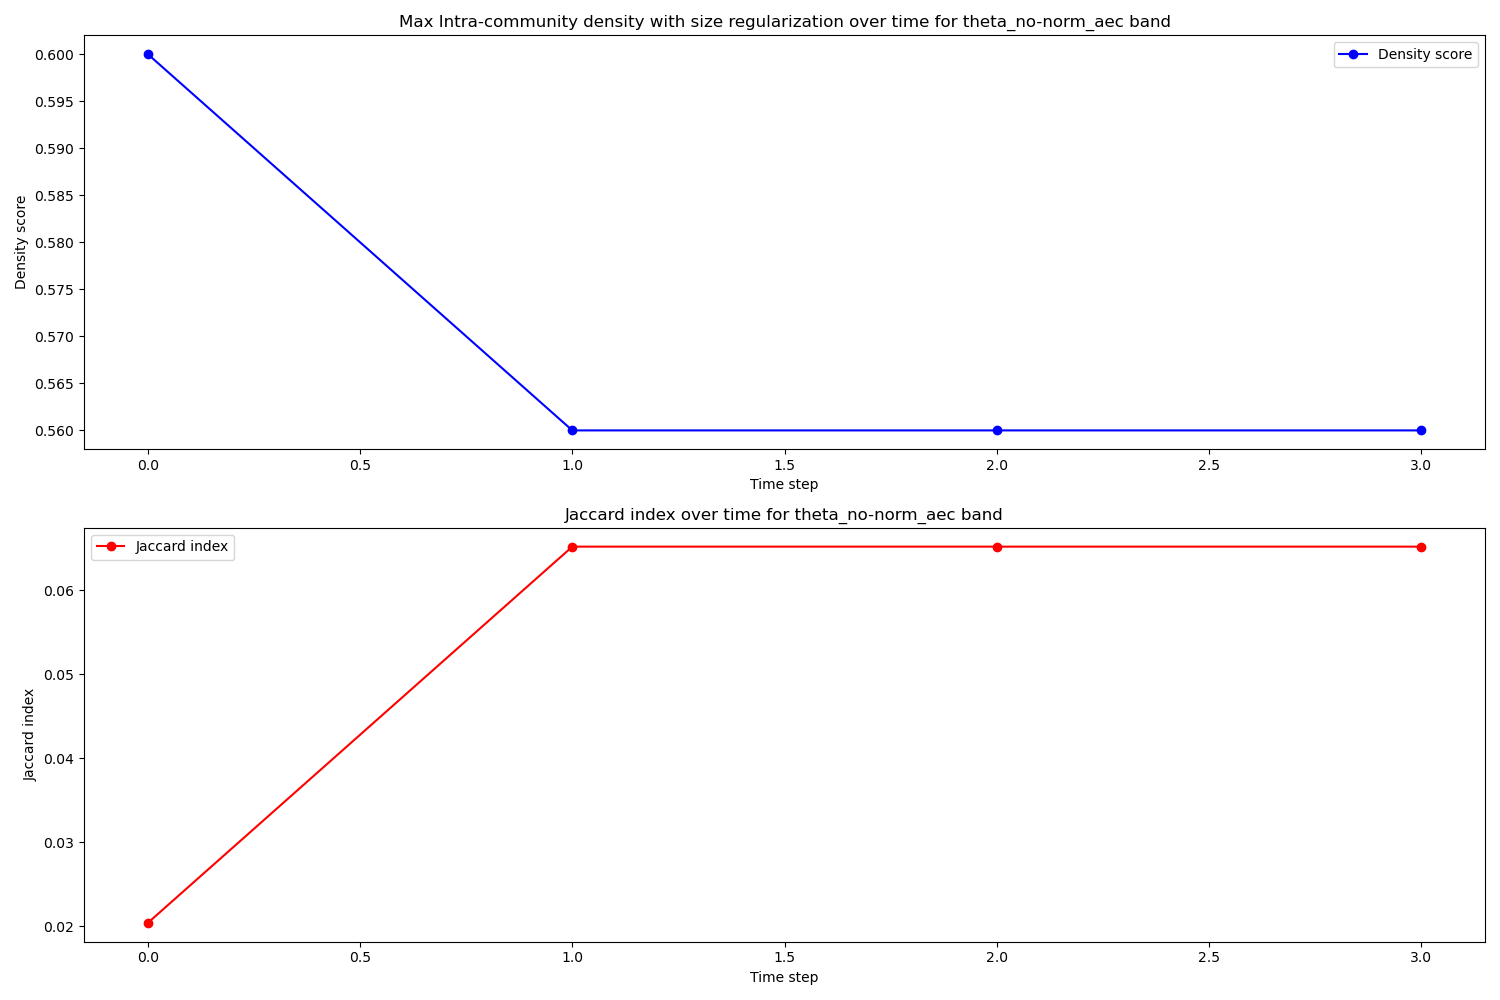 Max Intra-community density with size regularization over time for theta_no-norm_aec band
Density score
0.600
0.595
0.590
0.585
0.580
0.575
0.570
0.565
0.560
Density score
0.0 0.5 1.0 1.5 2.0 2.5 3.0
Time step
Jaccard index over time for theta_no-norm_aec band
Jaccard index
0.06
0.05
0.04
0.03
0.02
Jaccard index
0.0 0.5 1.0 1.5 2.0 2.5 3.0
Time step